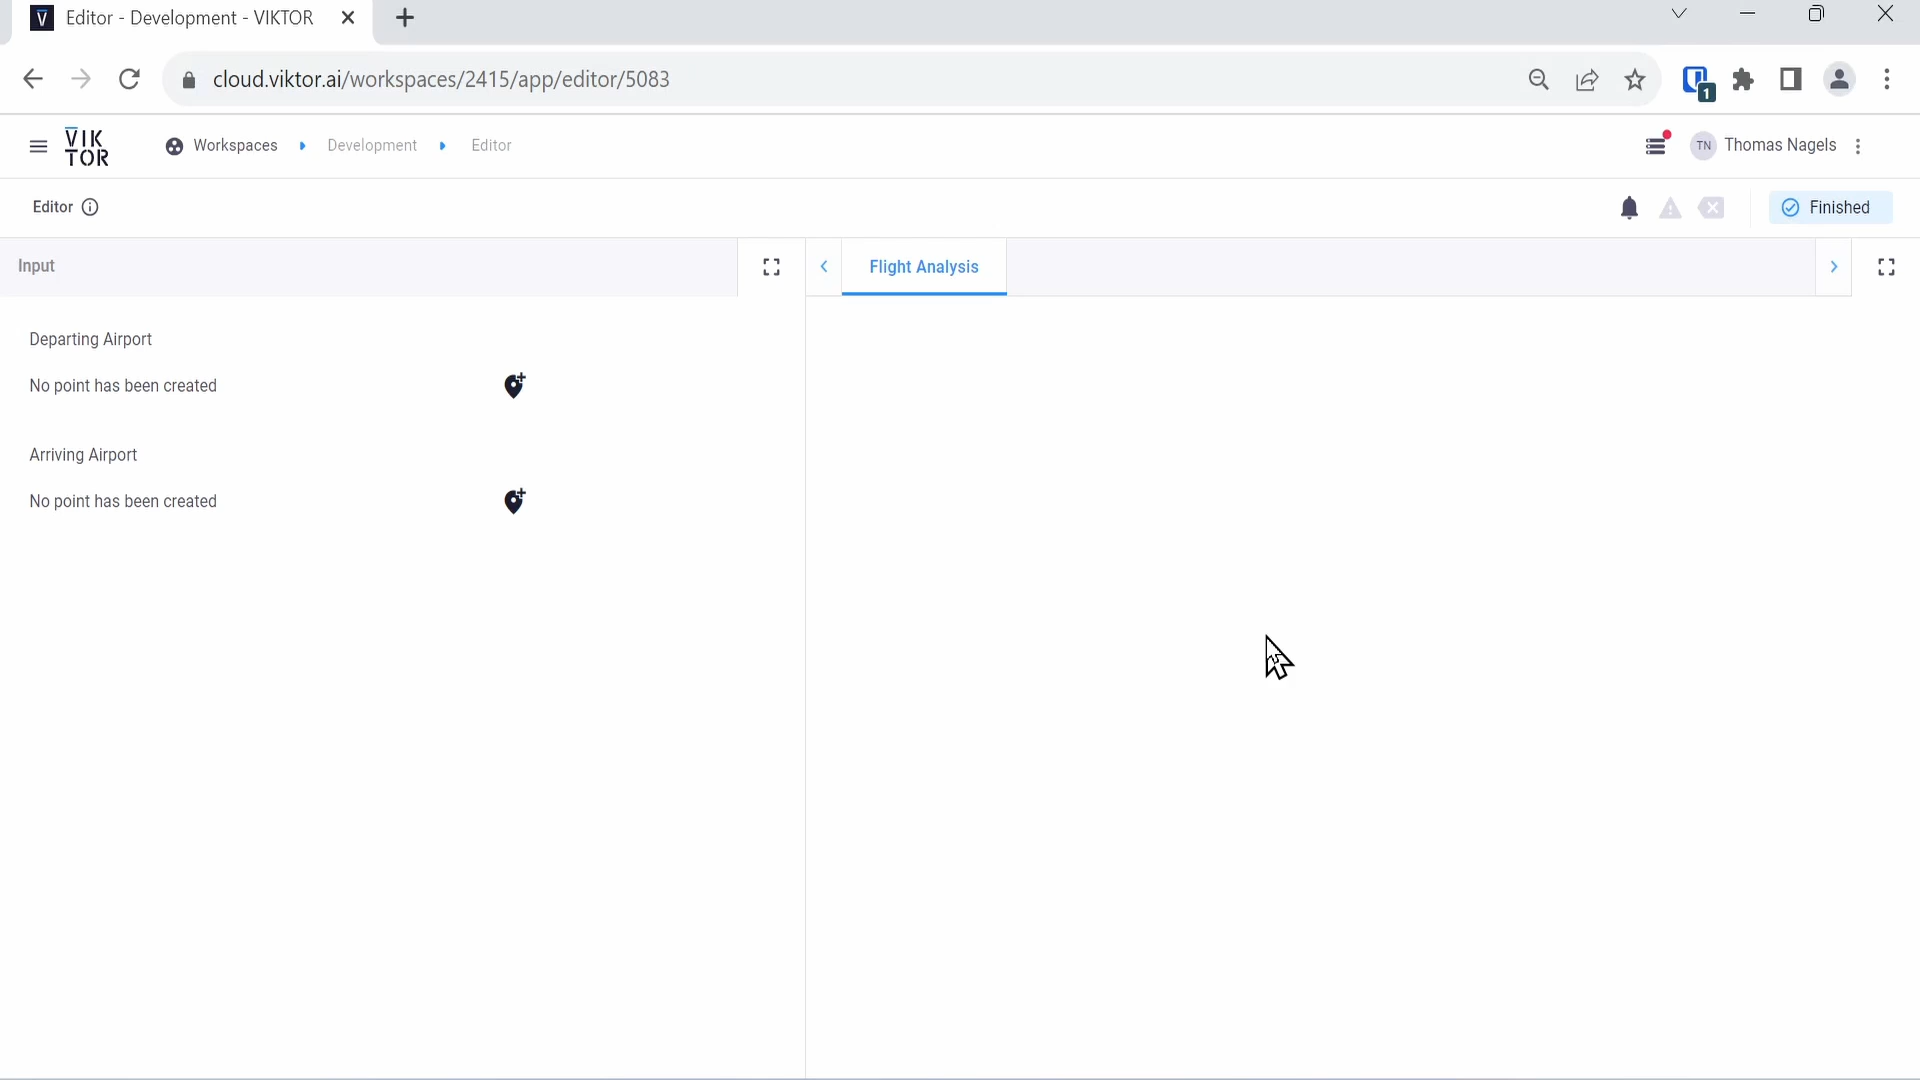 Editor - Development - VIKTOR
cloud.viktor.ai/workspaces/2415/app/editor/5083
1
VIK
TOR
Workspaces
Development
Editor
TN
Thomas Nagels
Editor
Finished
Input
Flight Analysis
Departing Airport
No point has been created
Arriving Airport
No point has been created